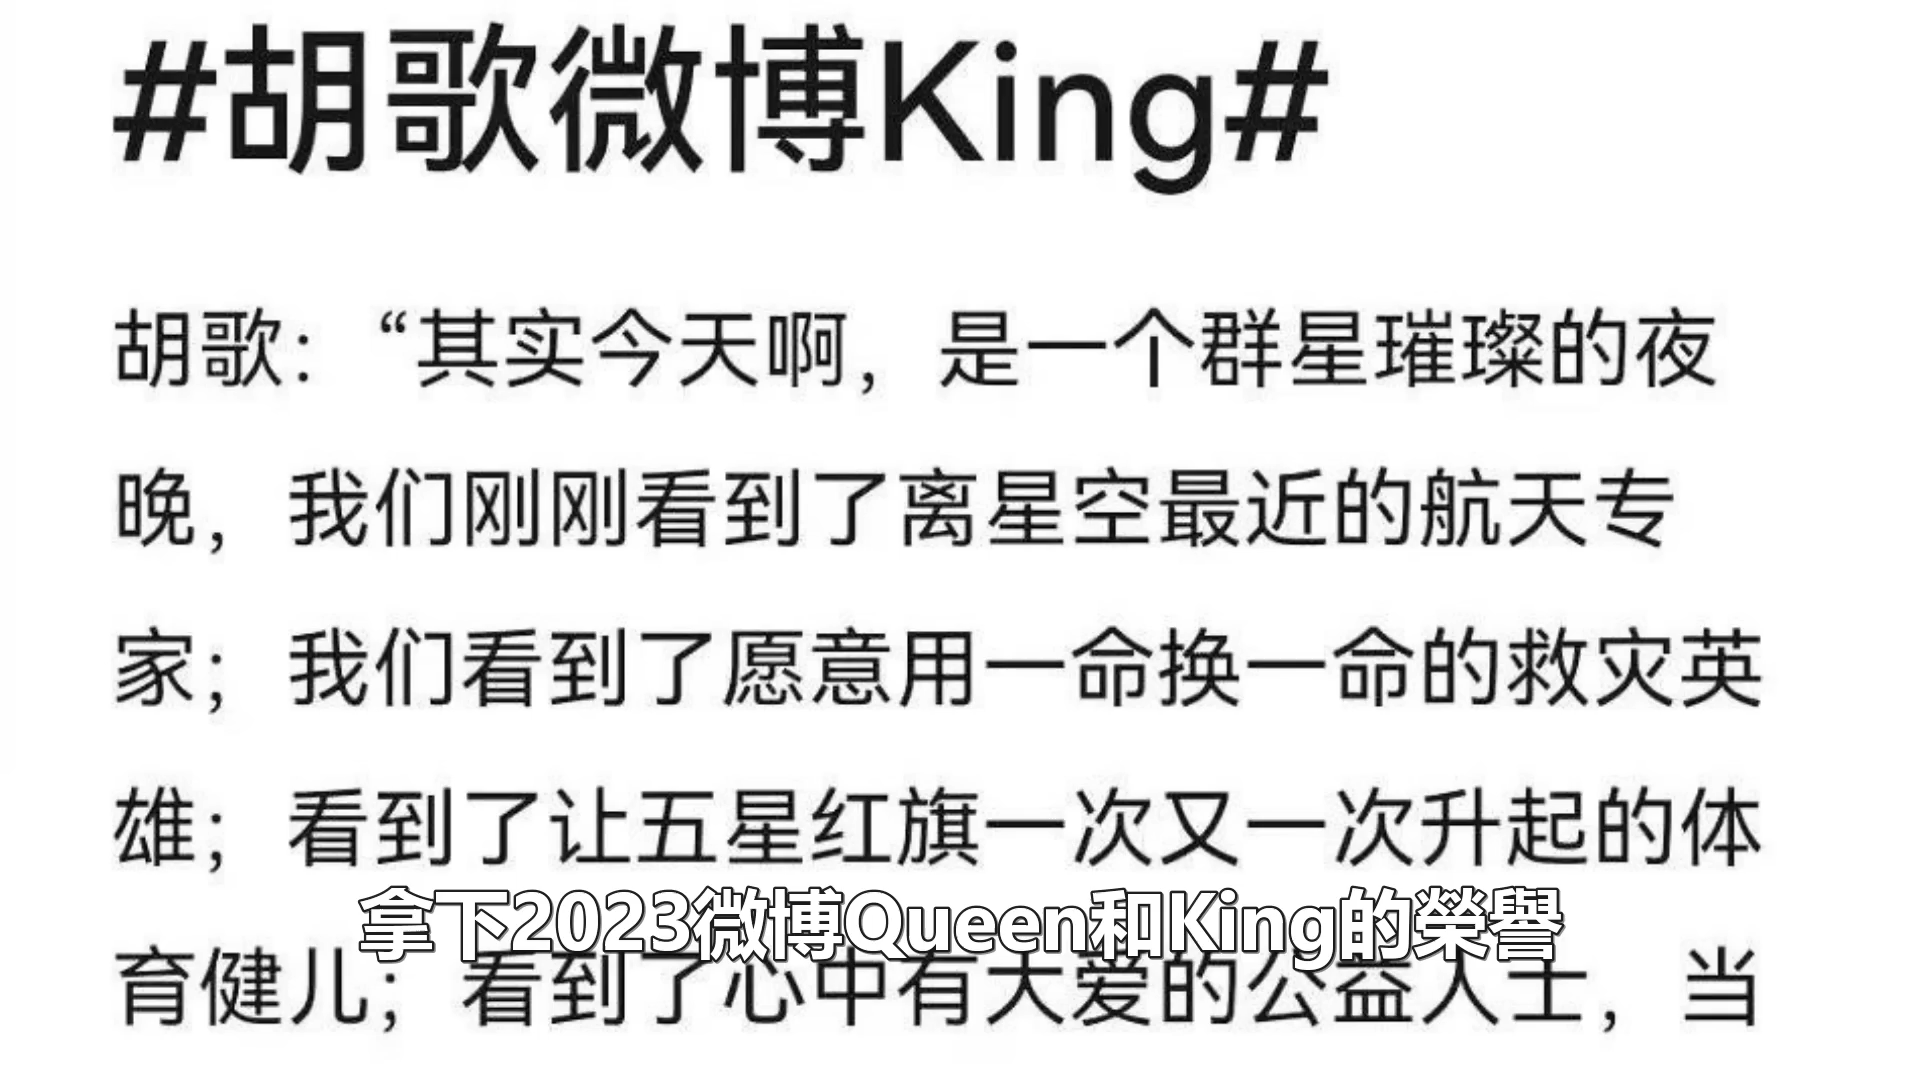 #胡歌微博King#
胡歌：“其实今天啊，是一个群星璀璨的夜
晚，我们刚刚看到了离星空最近的航天专
家；我们看到了愿意用一命换一命的救灾英
雄；看到了让五星红旗一次又一次升起的体
拿下2023微博Queen和King的榮譽
育健儿；看到了心中有大爱的公益人士，当